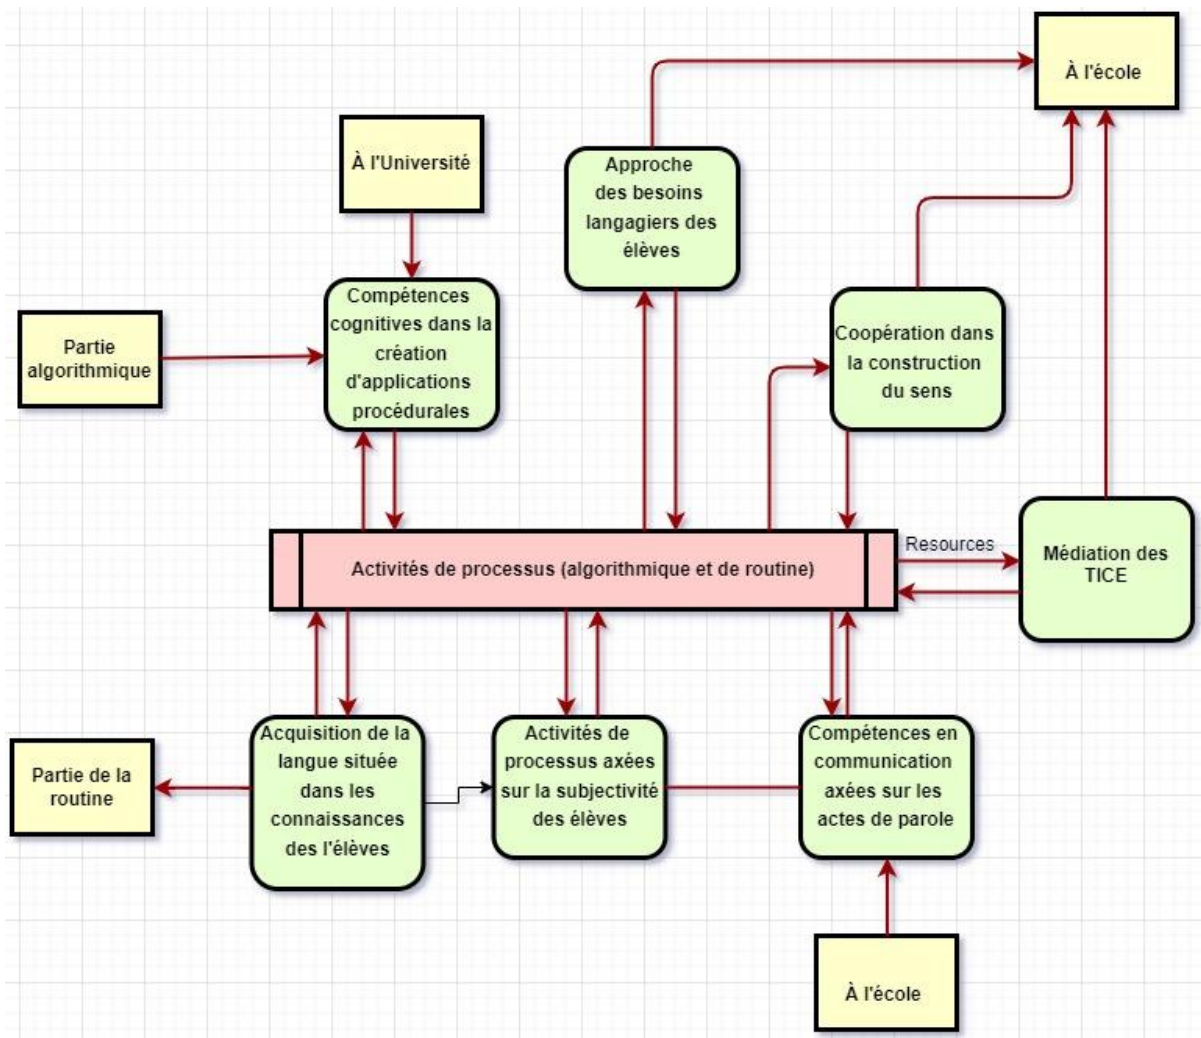 À l'école
À l'Université
Approche
des besoins
langagiers des
élèves
Compétences
cognitives dans la
création
d'applications
procédurales
Partie
algorithmique
Coopération dans
la construction
du sens
Resources
Activités de processus (algorithmique et de routine)
Médiation des
TICE
Acquisition de la
langue située
dans les
connaissances
des l'élèves
Activités de
processus axées
sur la subjectivité
des élèves
Compétences en
communication
axées sur les
actes de parole
Partie de la
routine
À l'école